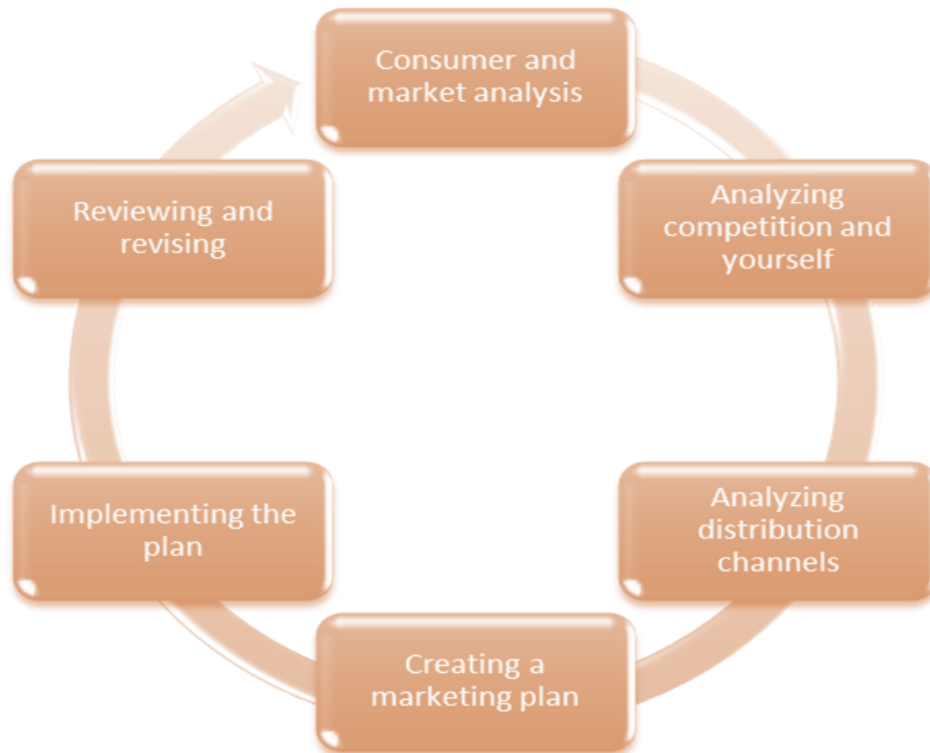 Consumer and
market analysis
Analyzing
competition and
yourself
Analyzing
distribution
channels
Creating a
marketing plan
Implementing the
plan
Reviewing and
revising